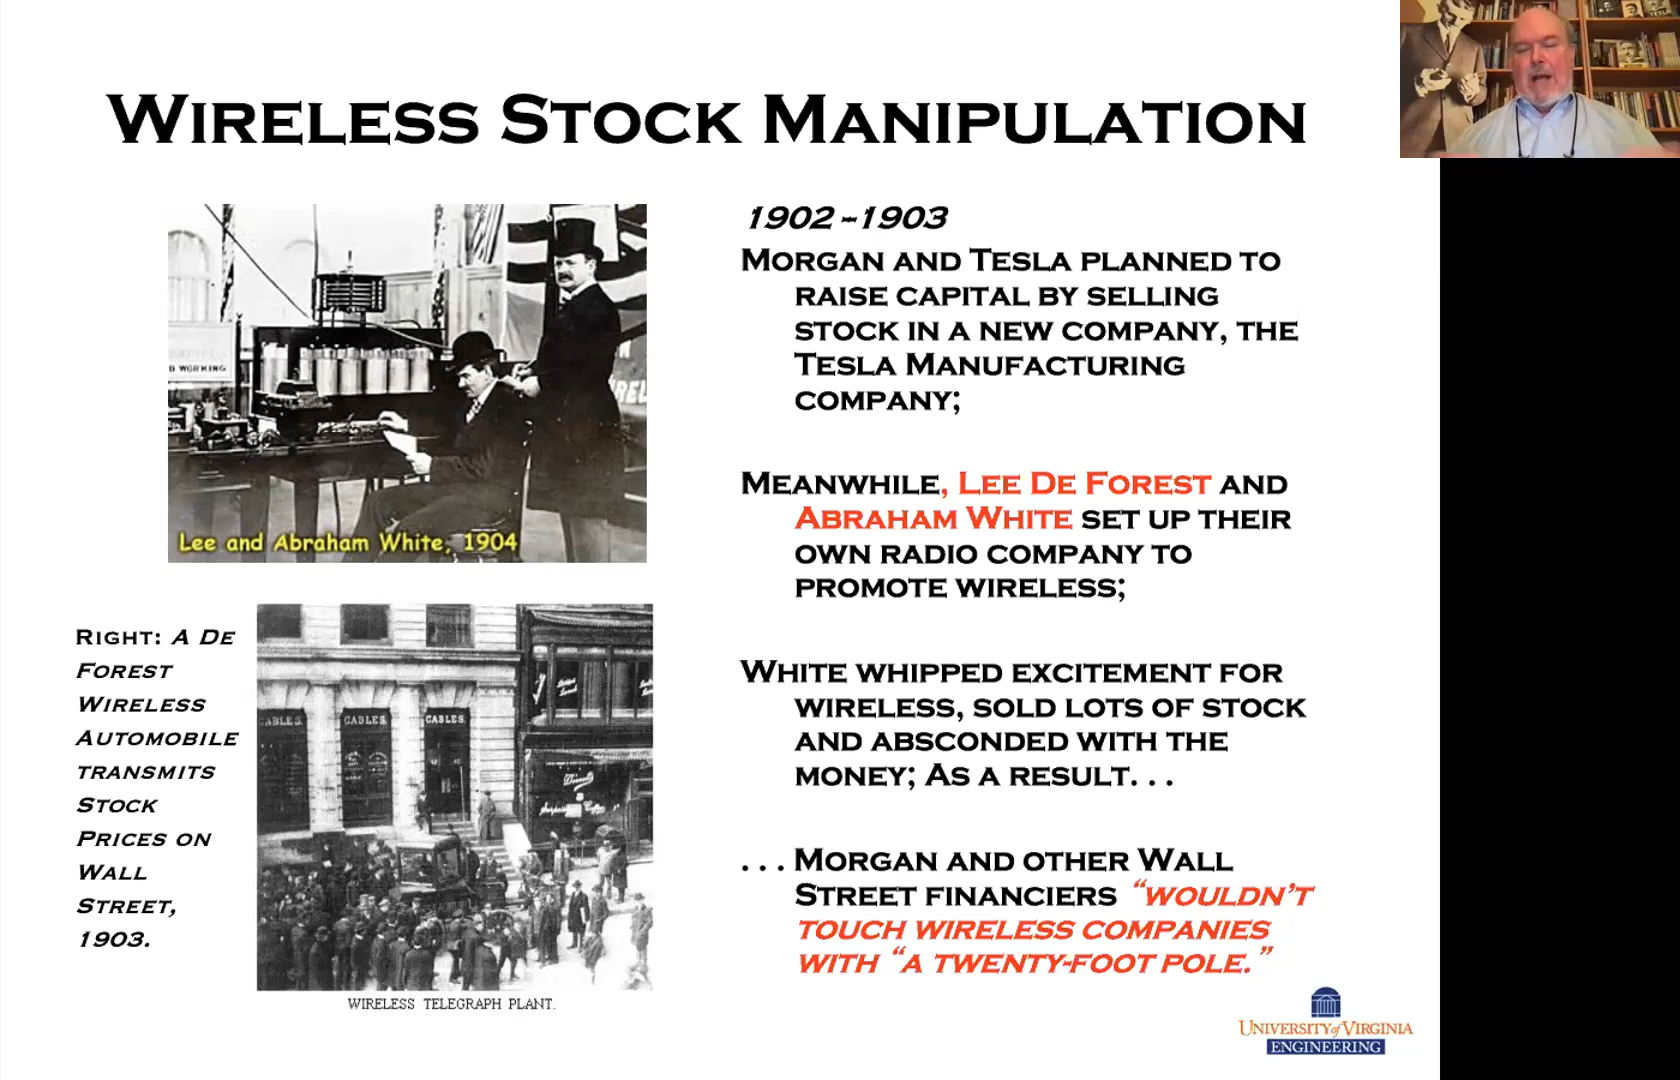 WIRELESS STOCK MANIPULATION
D WORKING
Lee and Abraham White, 1904
RIGHT: A DE
FOREST
WIRELESS
AUTOMOBILE
TRANSMITS
STOCK
PRICES ON
WALL
STREET,
1903.
CABLES.
CABLES.
WIRELESS TELEGRAPH PLANT.
1902–1903
MORGAN AND TESLA PLANNED TO
RAISE CAPITAL BY SELLING
STOCK IN A NEW COMPANY, THE
TESLA MANUFACTURING
COMPANY;
MEANWHILE, LEE DE FOREST AND
ABRAHAM WHITE SET UP THEIR
OWN RADIO COMPANY TO
PROMOTE WIRELESS;
WHITE WHIPPED EXCITEMENT FOR
WIRELESS, SOLD LOTS OF STOCK
AND ABSCONDED WITH THE
MONEY; AS A RESULT. . .
. . . MORGAN AND OTHER WALL
STREET FINANCIERS “WOULDN’T
TOUCH WIRELESS COMPANIES
WITH “A TWENTY-FOOT POLE.”
UNIVERSITY of VIRGINIA
ENGINEERING